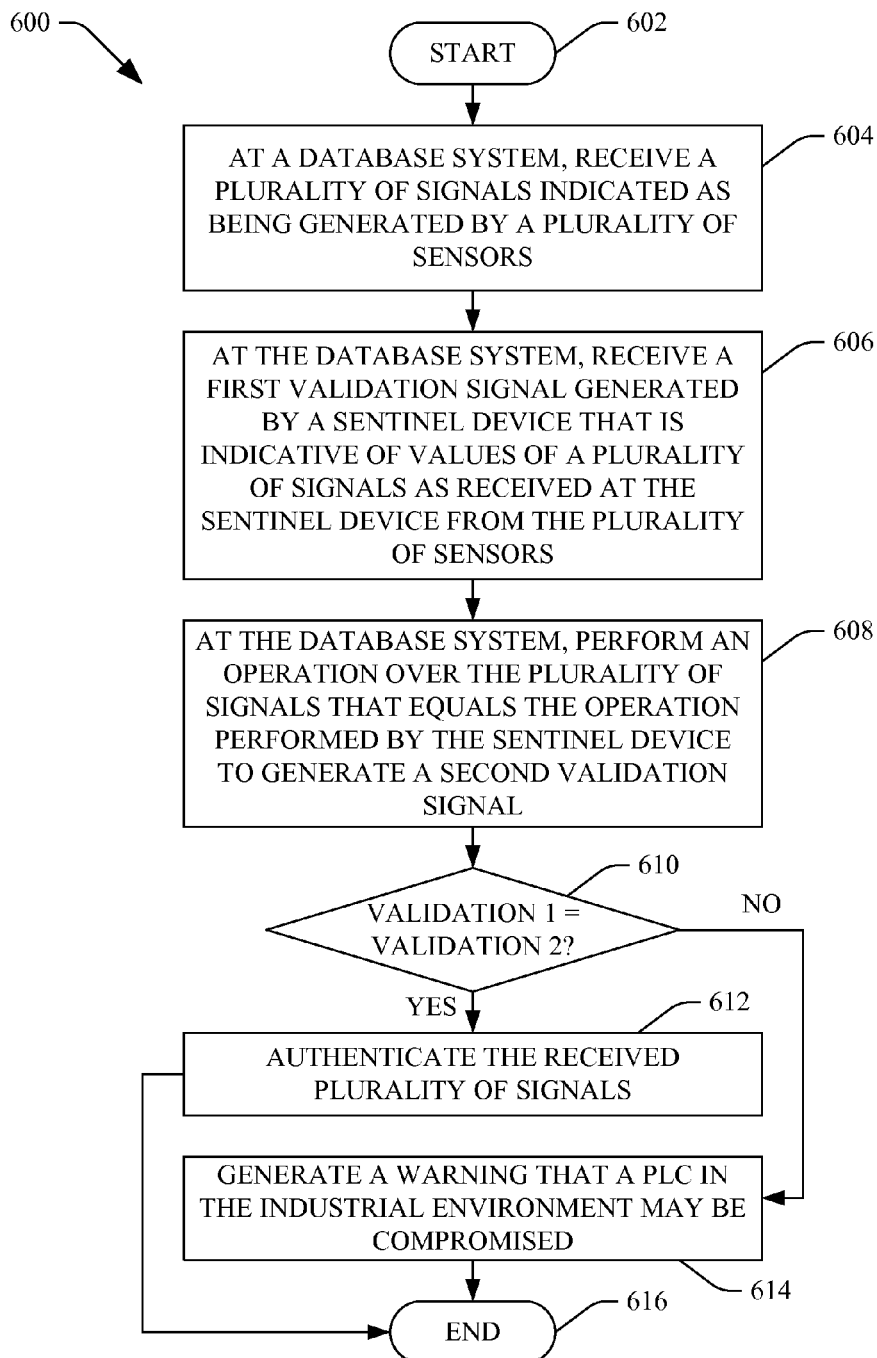 600
602
START
604
AT A DATABASE SYSTEM, RECEIVE A
PLURALITY OF SIGNALS INDICATED AS
BEING GENERATED BY A PLURALITY OF
SENSORS
606
AT THE DATABASE SYSTEM, RECEIVE A
FIRST VALIDATION SIGNAL GENERATED
BY A SENTINEL DEVICE THAT IS
INDICATIVE OF VALUES OF A PLURALITY
OF SIGNALS AS RECEIVED AT THE
SENTINEL DEVICE FROM THE PLURALITY
OF SENSORS
608
AT THE DATABASE SYSTEM, PERFORM AN
OPERATION OVER THE PLURALITY OF
SIGNALS THAT EQUALS THE OPERATION
PERFORMED BY THE SENTINEL DEVICE
TO GENERATE A SECOND VALIDATION
SIGNAL
610
VALIDATION 1 =
VALIDATION 2?
NO
YES
612
AUTHENTICATE THE RECEIVED
PLURALITY OF SIGNALS
GENERATE A WARNING THAT A PLC IN
THE INDUSTRIAL ENVIRONMENT MAY BE
COMPROMISED
614
616
END